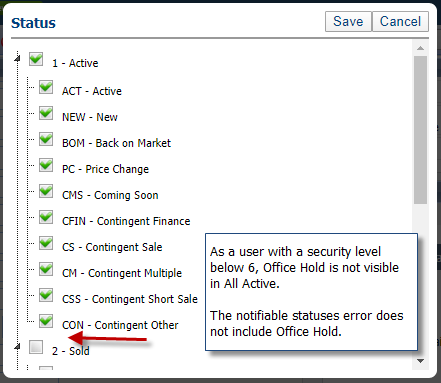 Status
Save
Cancel
1 - Active
ACT - Active
NEW - New
BOM - Back on Market
PC - Price Change
CMS - Coming Soon
CFIN - Contingent Finance
CS - Contingent Sale
CM - Contingent Multiple
CSS - Contingent Short Sale
CON - Contingent Other
2 - Sold
As a user with a security level
below 6, Office Hold is not visible
in All Active.
The notifiable statuses error does
not include Office Hold.